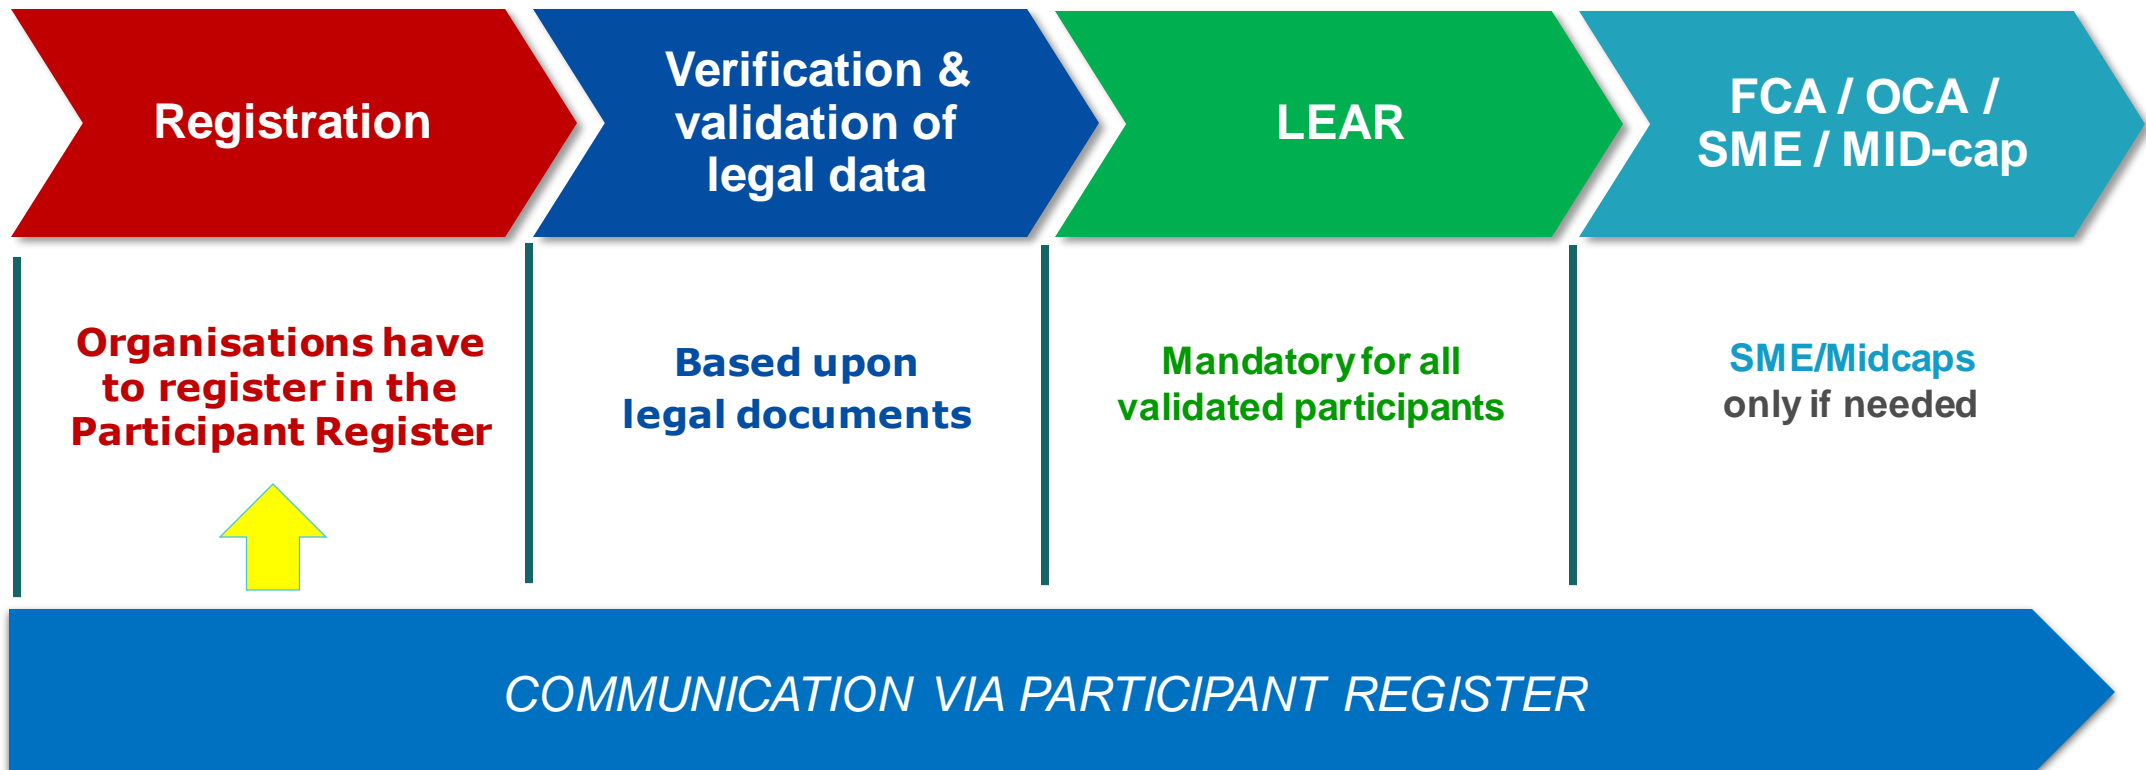 Registration
Verification &
validation of
legal data
LEAR
FCA / OCA /
SME / MID-cap
Organisations have
to register in the
Participant Register
Based upon
legal documents
Mandatory for all
validated participants
SME/Midcaps
only if needed
COMMUNICATION VIA PARTICIPANT REGISTER